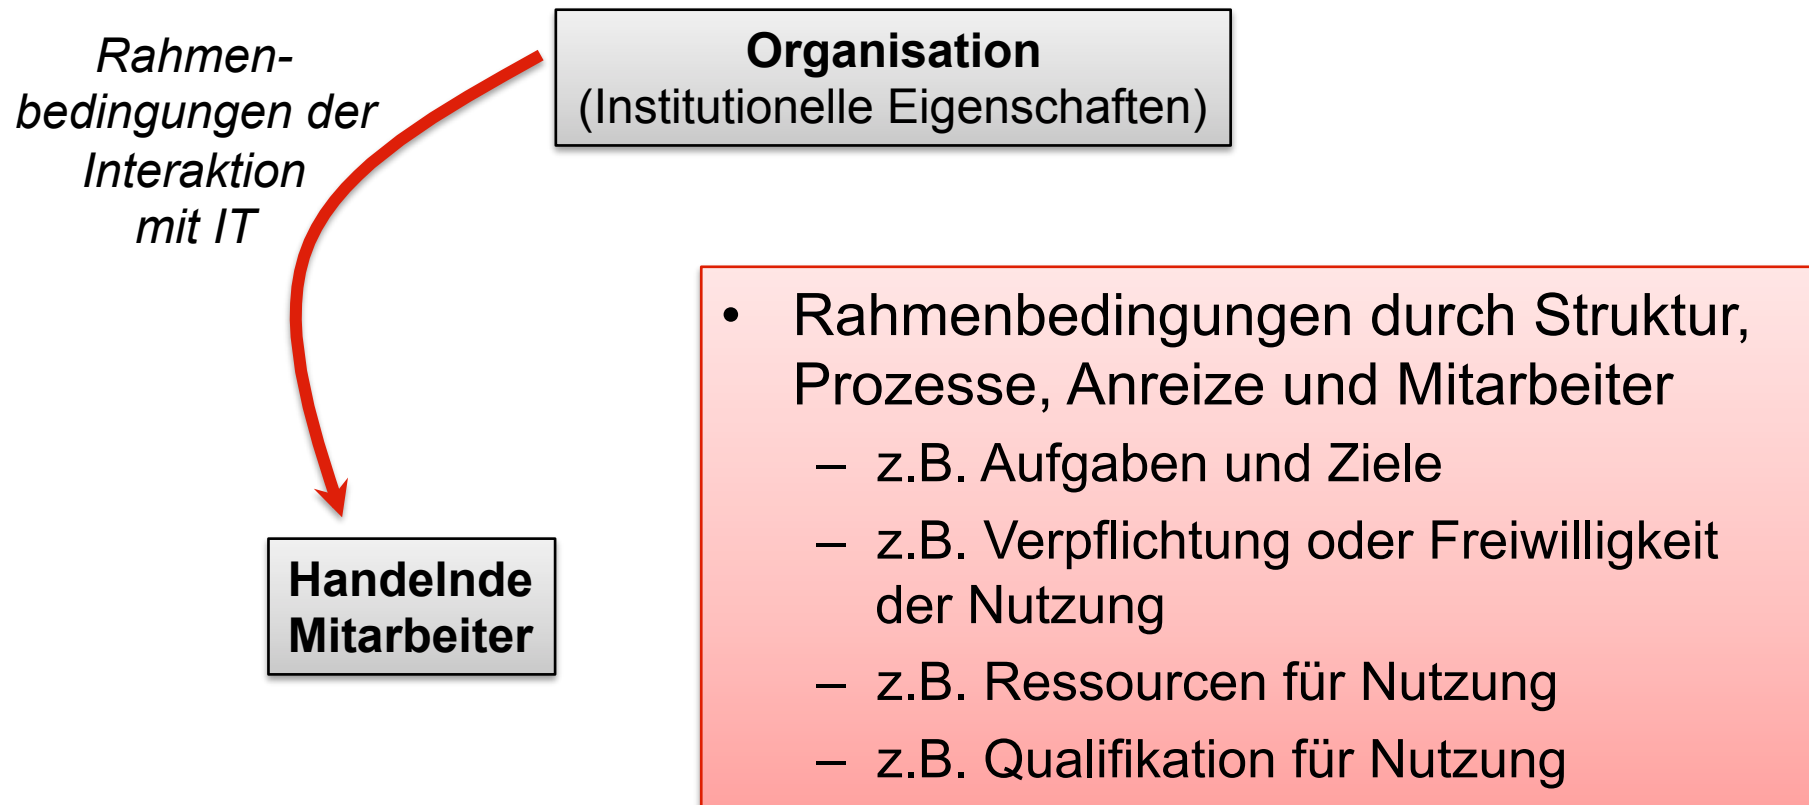 Rahmen-
bedingungen der
Interaktion
mit IT
Organisation
(Institutionelle Eigenschaften)
Handelnde
Mitarbeiter
• Rahmenbedingungen durch Struktur,
Prozesse, Anreize und Mitarbeiter
– z.B. Aufgaben und Ziele
– z.B. Verpflichtung oder Freiwilligkeit
der Nutzung
– z.B. Ressourcen für Nutzung
– z.B. Qualifikation für Nutzung